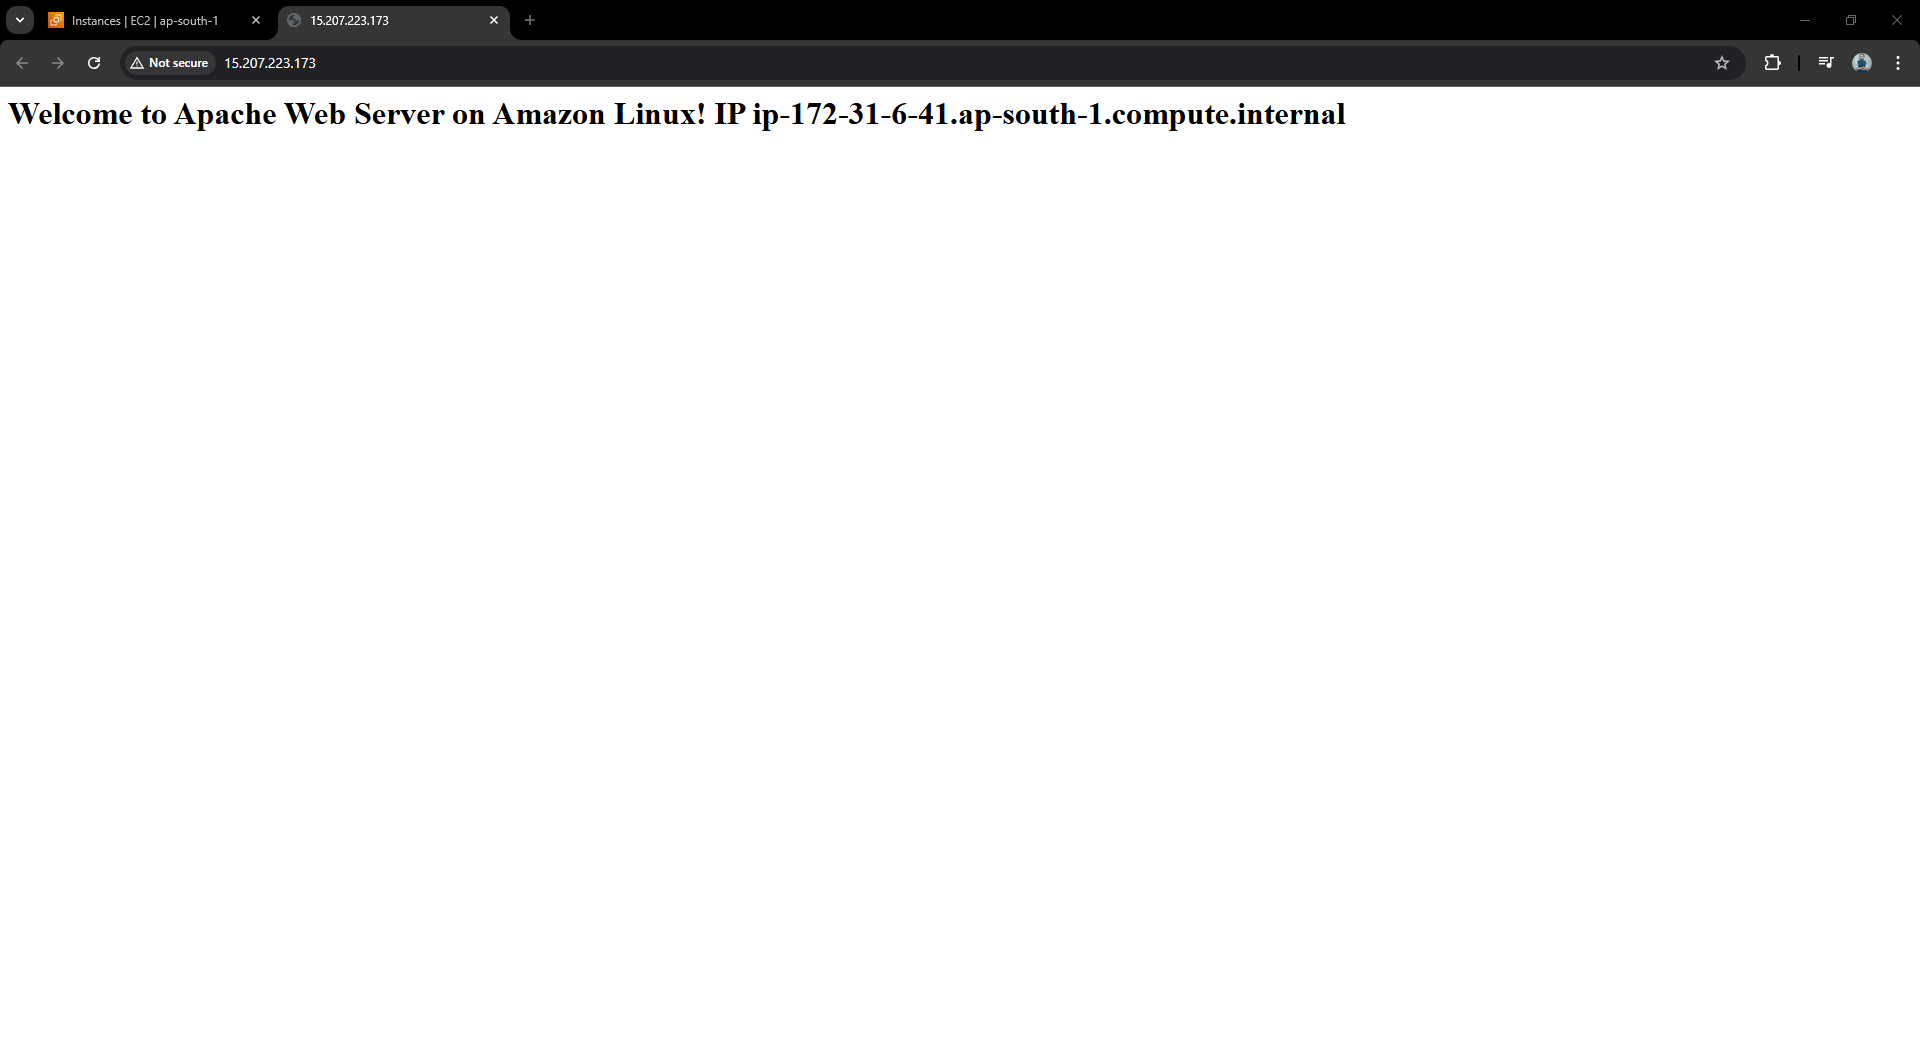 Instances | EC2 | ap-south-1
15.207.223.173
Not secure
15.207.223.173
Welcome to Apache Web Server on Amazon Linux! IP ip-172-31-6-41.ap-south-1.compute.internal